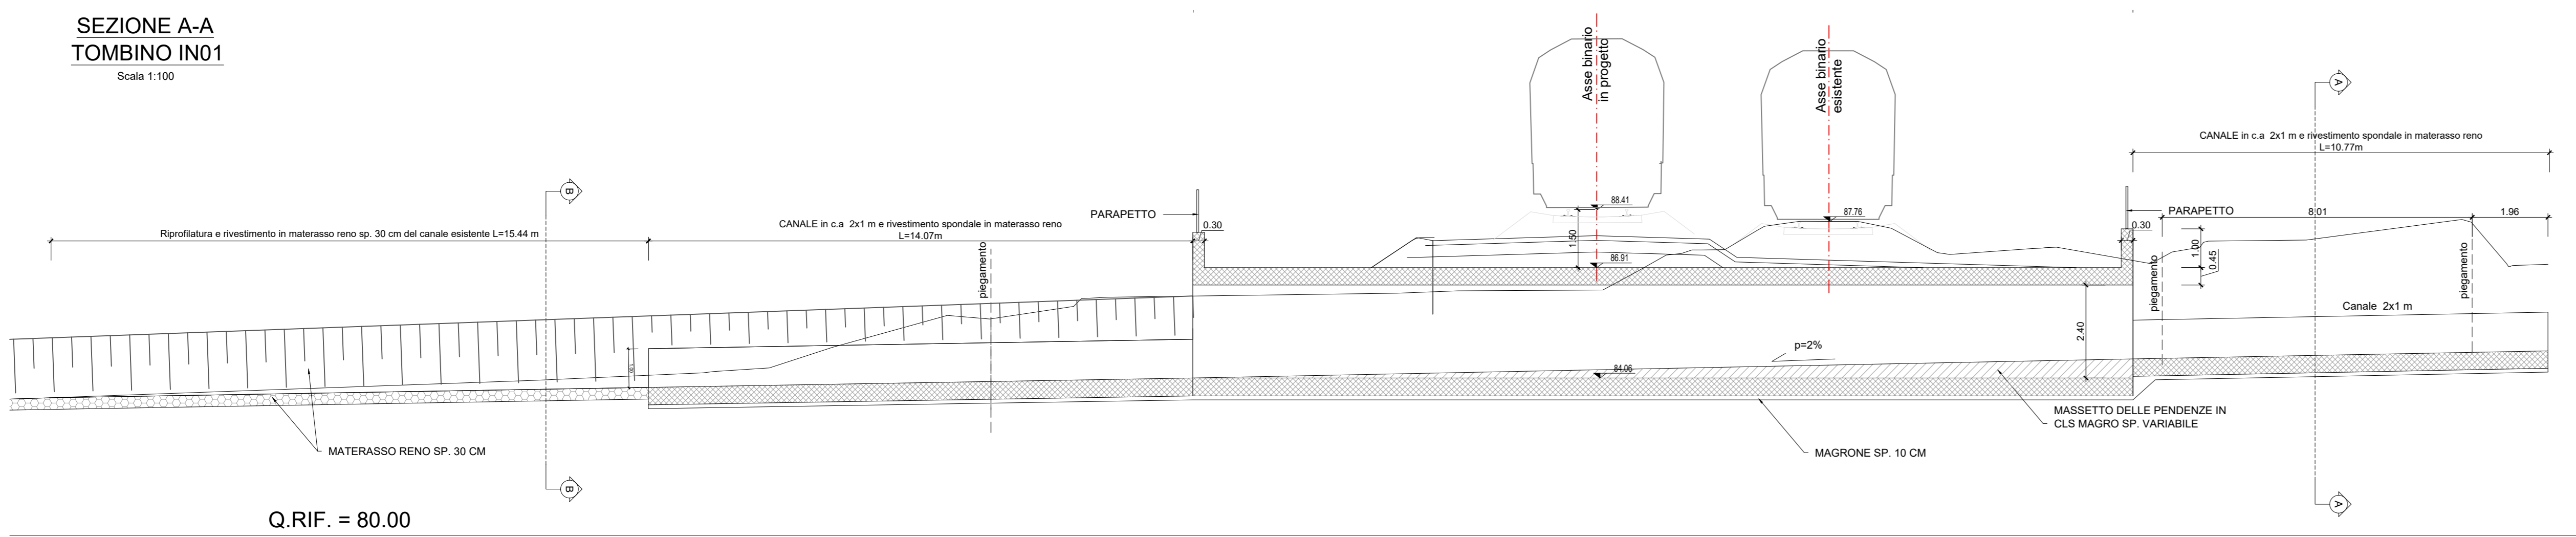 SEZIONE A-A
TOMBINO IN01
Scala 1:100
Asse binario
in progetto
Asse binario
esistente
A
CANALE in c.a 2x1 m e rivestimento spondale in materasso reno
L=10.77m
B
Riprofilatura e rivestimento in materasso reno sp. 30 cm del canale esistente L=15.44 m
CANALE in c.a 2x1 m e rivestimento spondale in materasso reno
L=14.07m
PARAPETTO
0.30
88.41
87.76
PARAPETTO
8.01
1.96
0.30
1.50
1.00
0.45
86.91
piegamento
piegamento
piegamento
Canale 2x1 m
2.40
p=2%
84.06
MASSETTO DELLE PENDENZE IN
CLS MAGRO SP. VARIABILE
MATERASSO RENO SP. 30 CM
MAGRONE SP. 10 CM
B
A
Q.RIF. = 80.00